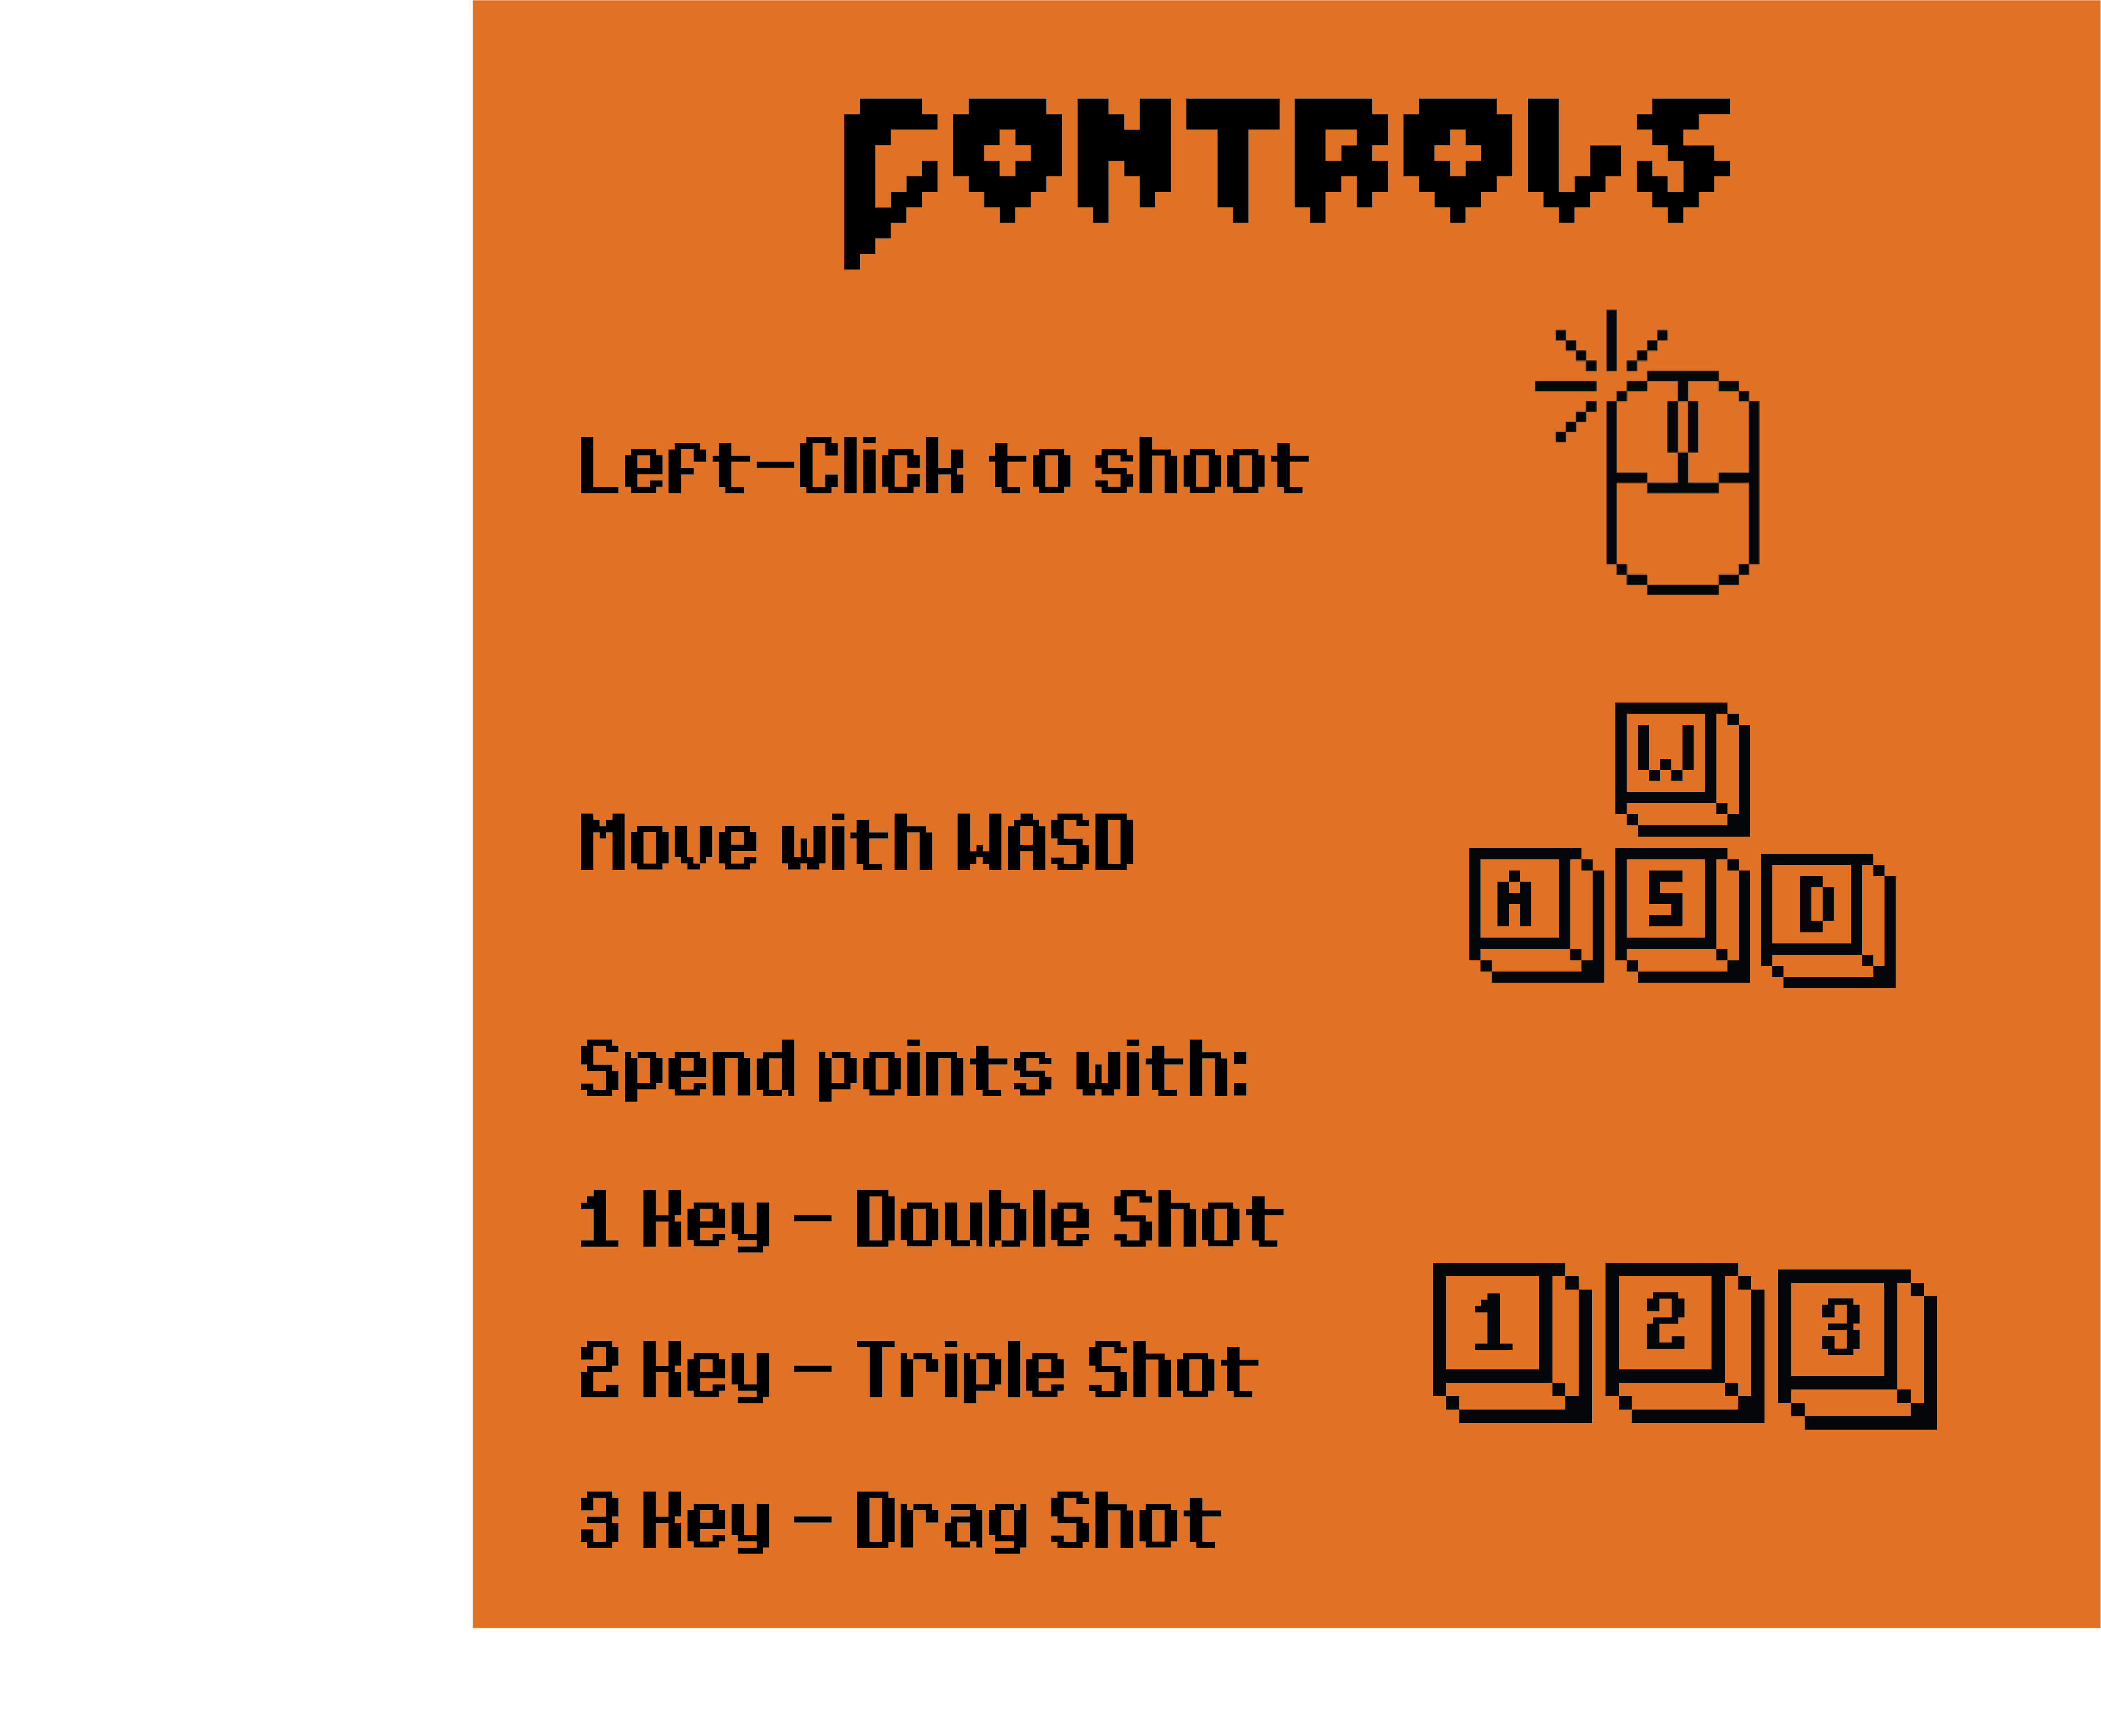 CONTROLS
Left-Click to shoot
W
Move with WASD
A S D
Spend points with:
1 Key - Double Shot
1 2 3
2 Key - Triple Shot
3 Key - Drag Shot